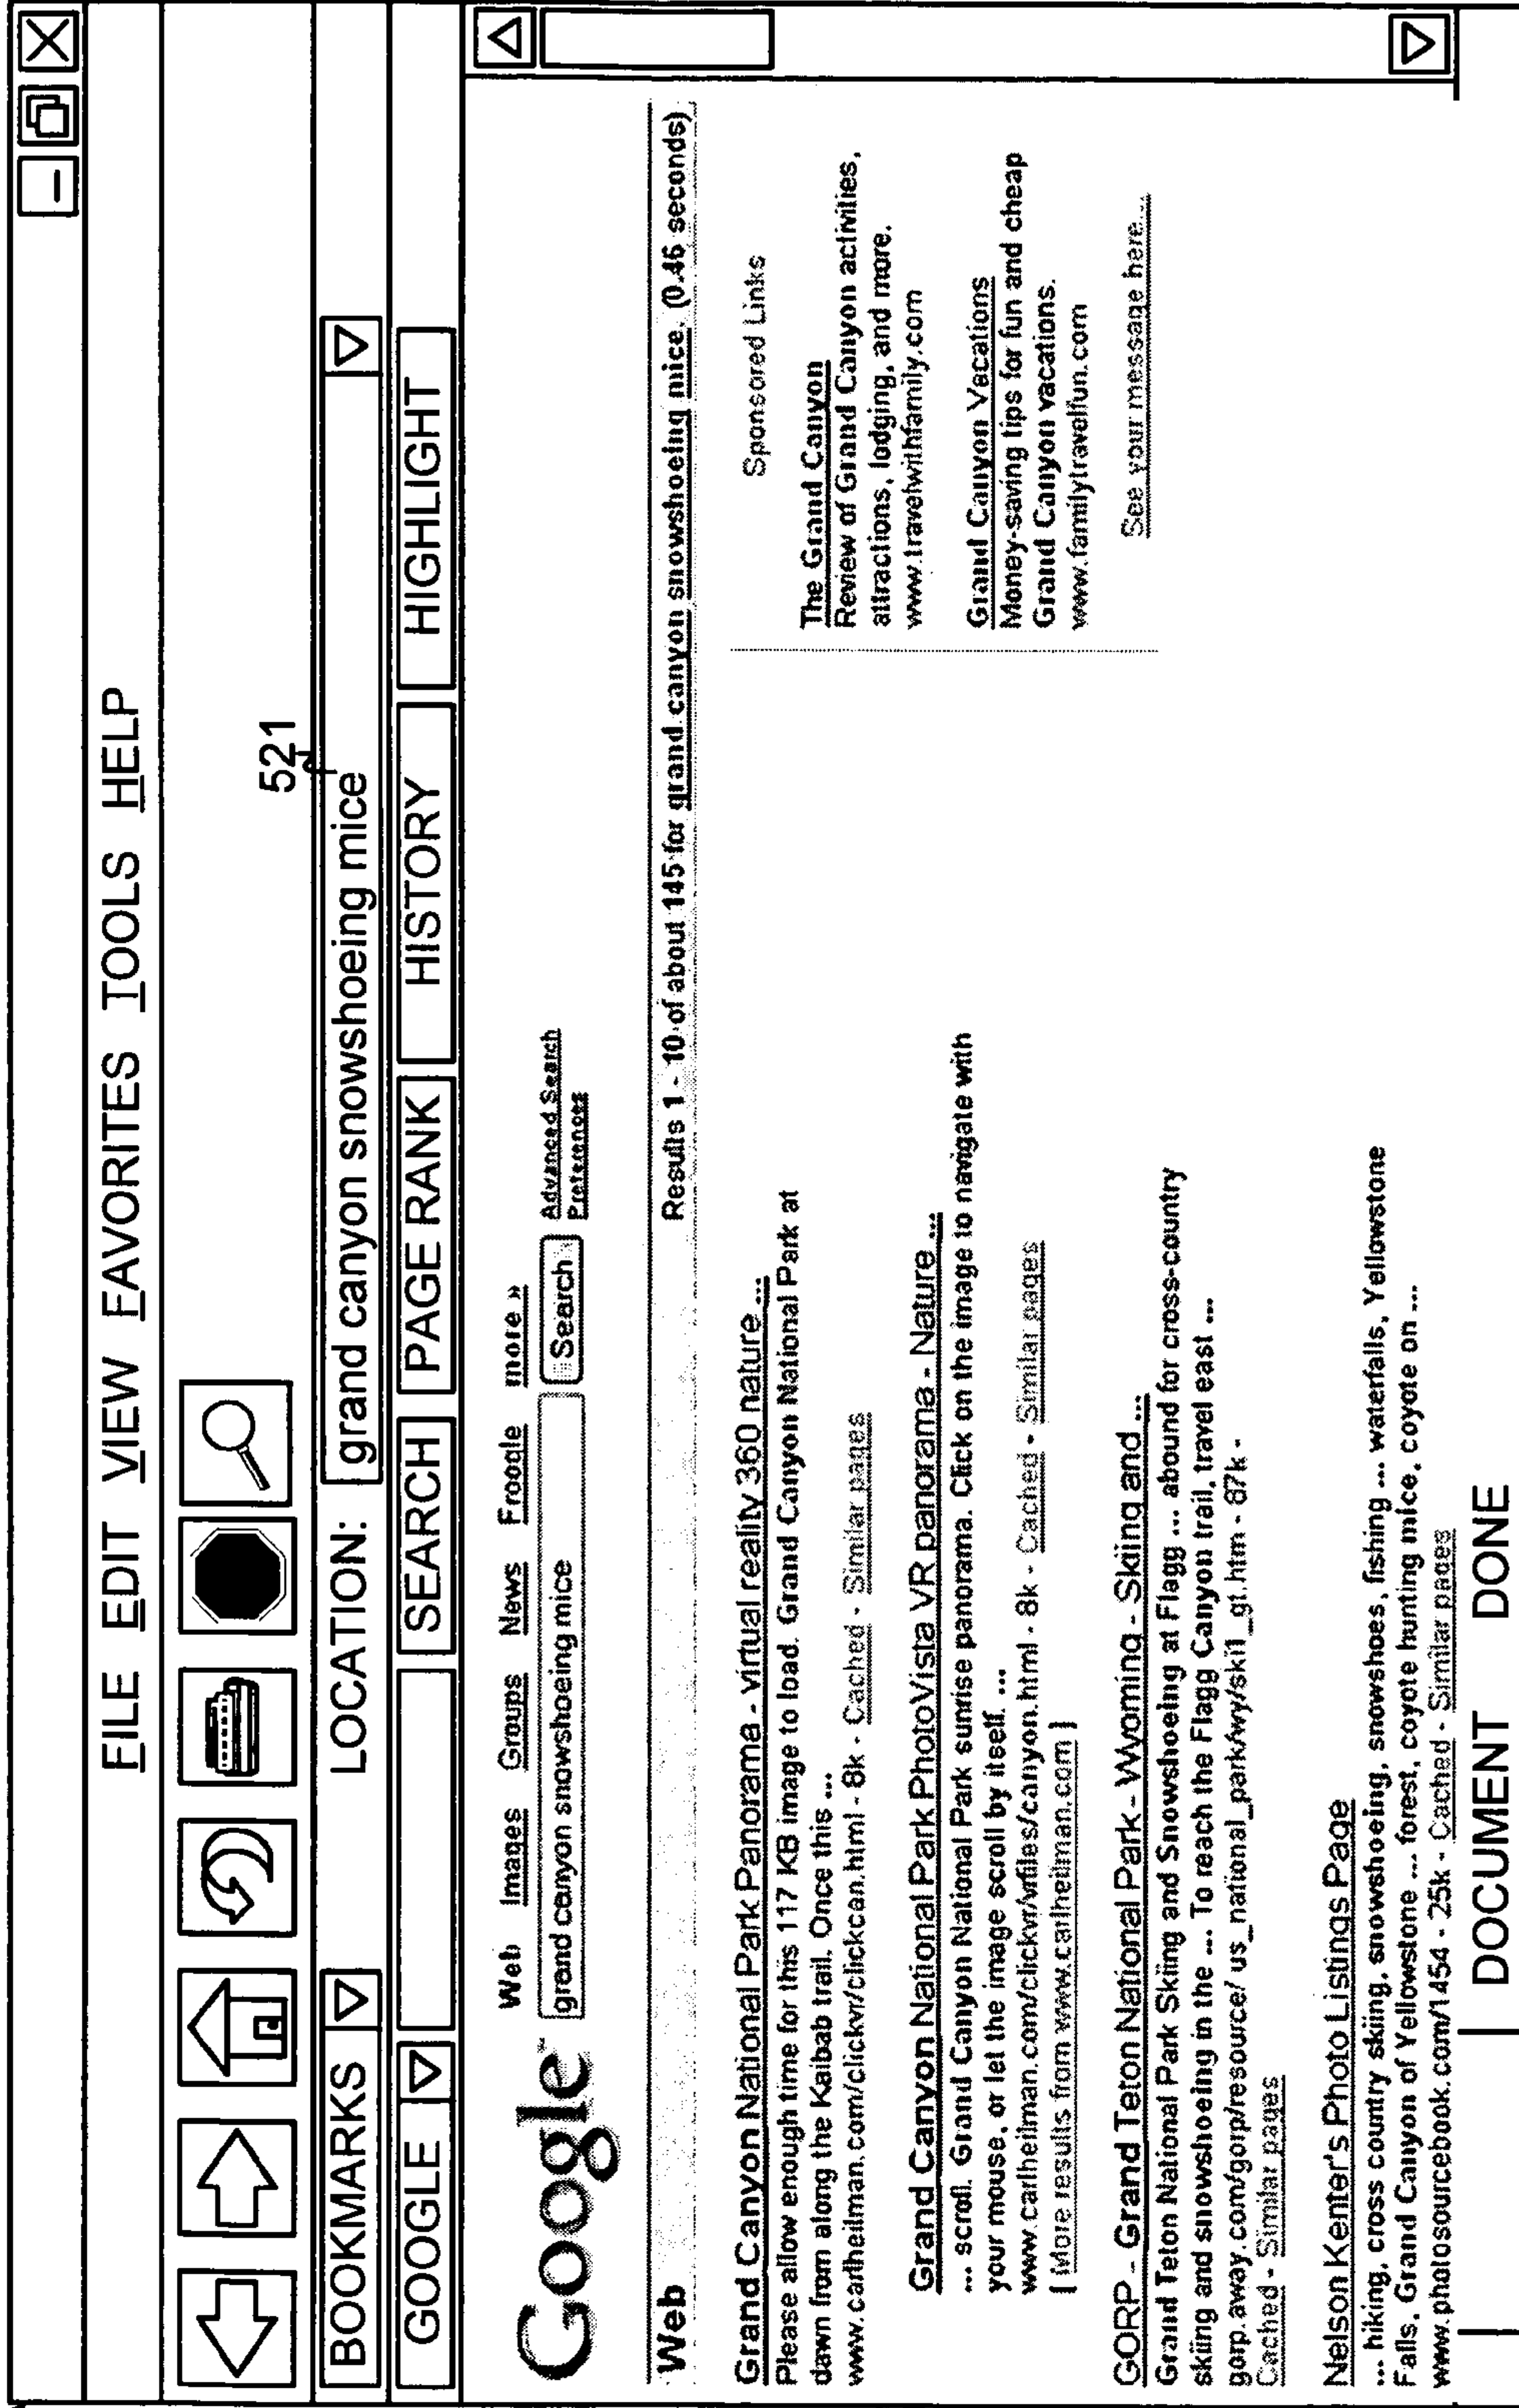 FILE EDIT VIEW FAVORITES TOOLS HELP
521
BOOKMARKS LOCATION: grand canyon snowshoeing mice
GOOGLE SEARCH PAGE RANK HISTORY HIGHLIGHT
Google
Web Images Groups News Froogle more »
grand canyon snowshoeing mice Search Advanced Search
Preferences
Web Results 1 - 10 of about 145 for grand canyon snowshoeing mice. (0.46 seconds)
Grand Canyon National Park Panorama - virtual reality 360 nature ...
Please allow enough time for this 117 KB image to load. Grand Canyon National Park at
dawn from along the Kaibab trail. Once this ...
www.carlheilman.com/clickvr/clickcan.html - 8k - Cached - Similar pages
Grand Canyon National Park PhotoVista VR panorama - Nature ...
... scroll. Grand Canyon National Park sunrise panorama. Click on the image to navigate with
your mouse, or let the image scroll by itself. ...
www.carlheilman.com/clickvr/vrfiles/canyon.html - 8k - Cached - Similar pages
[ More results from www.carlheilman.com ]
GORP - Grand Teton National Park - Wyoming - Skiing and ...
Grand Teton National Park Skiing and Snowshoeing at Flagg ... abound for cross-country
skiing and snowshoeing in the ... To reach the Flagg Canyon trail, travel east ...
gorp.away.com/gorp/resource/ us_national_park/wy/ski1_gt.htm - 87k -
Cached - Similar pages
Nelson Kenter's Photo Listings Page
... hiking, cross country skiing, snowshoeing, snowshoes, fishing ... waterfalls, Yellowstone
Falls, Grand Canyon of Yellowstone ... forest, coyote hunting mice, coyote on ...
www.photosourcebook.com/1454 - 25k - Cached - Similar pages
Sponsored Links
The Grand Canyon
Review of Grand Canyon activities,
attractions, lodging, and more.
www.travelwithfamily.com
Grand Canyon Vacations
Money-saving tips for fun and cheap
Grand Canyon vacations.
www.familytravelfun.com
See your message here...
DOCUMENT DONE